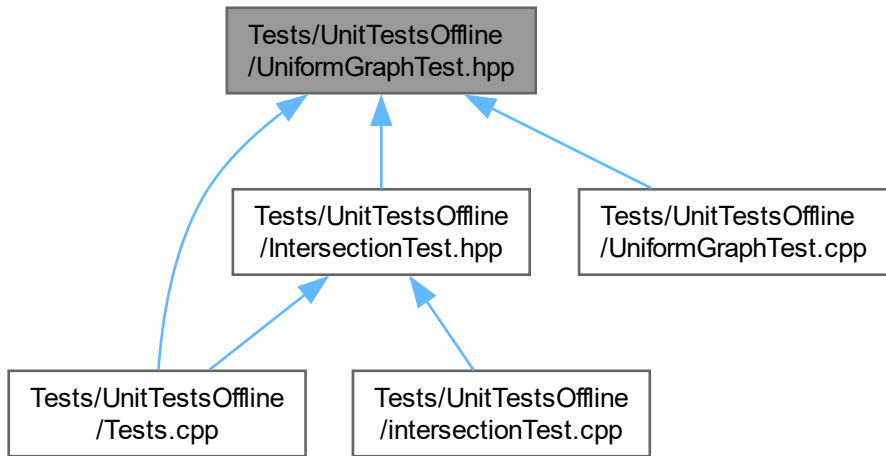 Tests/UnitTestsOffline
/UniformGraphTest.hpp
Tests/UnitTestsOffline
/IntersectionTest.hpp
Tests/UnitTestsOffline
/UniformGraphTest.cpp
Tests/UnitTestsOffline
/Tests.cpp
Tests/UnitTestsOffline
/intersectionTest.cpp